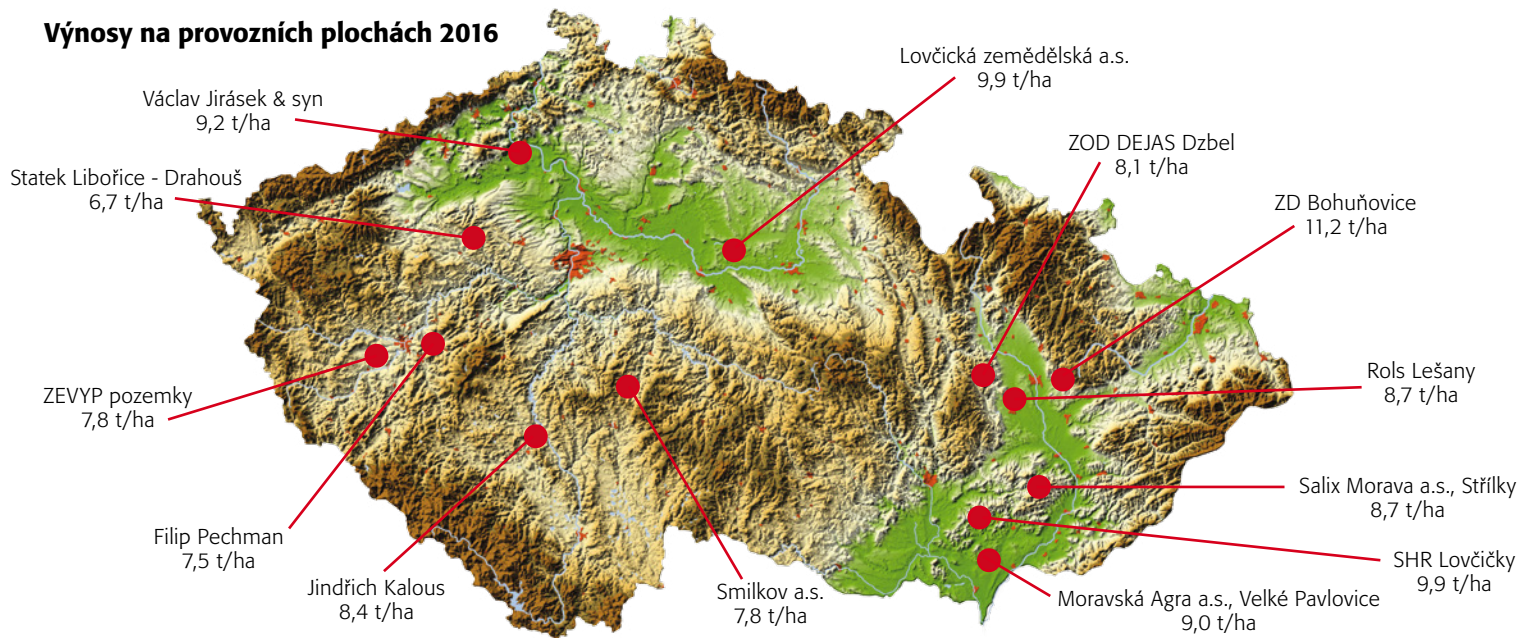 Výnosy na provozních plochách 2016
Lovčická zemědělská a.s.
9,9 t/ha
Václav Jirásek & syn
9,2 t/ha
ZOD DEJAS Dzbel
8,1 t/ha
Statek Libořice - Drahouš
6,7 t/ha
ZD Bohuňovice
11,2 t/ha
Rols Lešany
8,7 t/ha
ZEVYP pozemky
7,8 t/ha
Salix Morava a.s., Střílky
8,7 t/ha
Filip Pechman
7,5 t/ha
SHR Lovčičky
9,9 t/ha
Jindřich Kalous
8,4 t/ha
Smilkov a.s.
7,8 t/ha
Moravská Agra a.s., Velké Pavlovice
9,0 t/ha